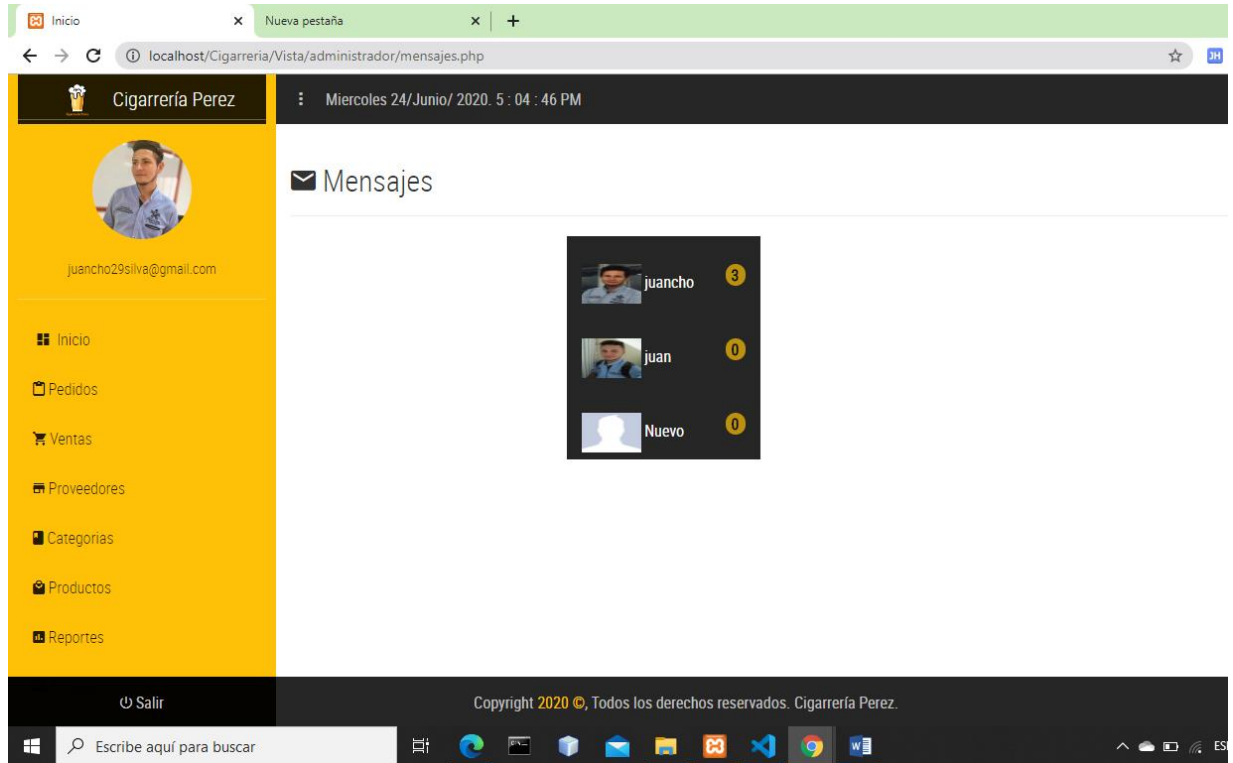 Inicio
Nueva pestaña
localhost/Cigarreria/Vista/administrador/mensajes.php
JH
Cigarrería Perez
Miercoles 24/Junio/ 2020. 5 : 04 : 46 PM
juancho29silva@gmail.com
Mensajes
juancho 3
juan 0
Nuevo 0
Inicio
Pedidos
Ventas
Proveedores
Categorias
Productos
Reportes
Salir
Copyright 2020 ©, Todos los derechos reservados. Cigarrería Perez.
Escribe aquí para buscar